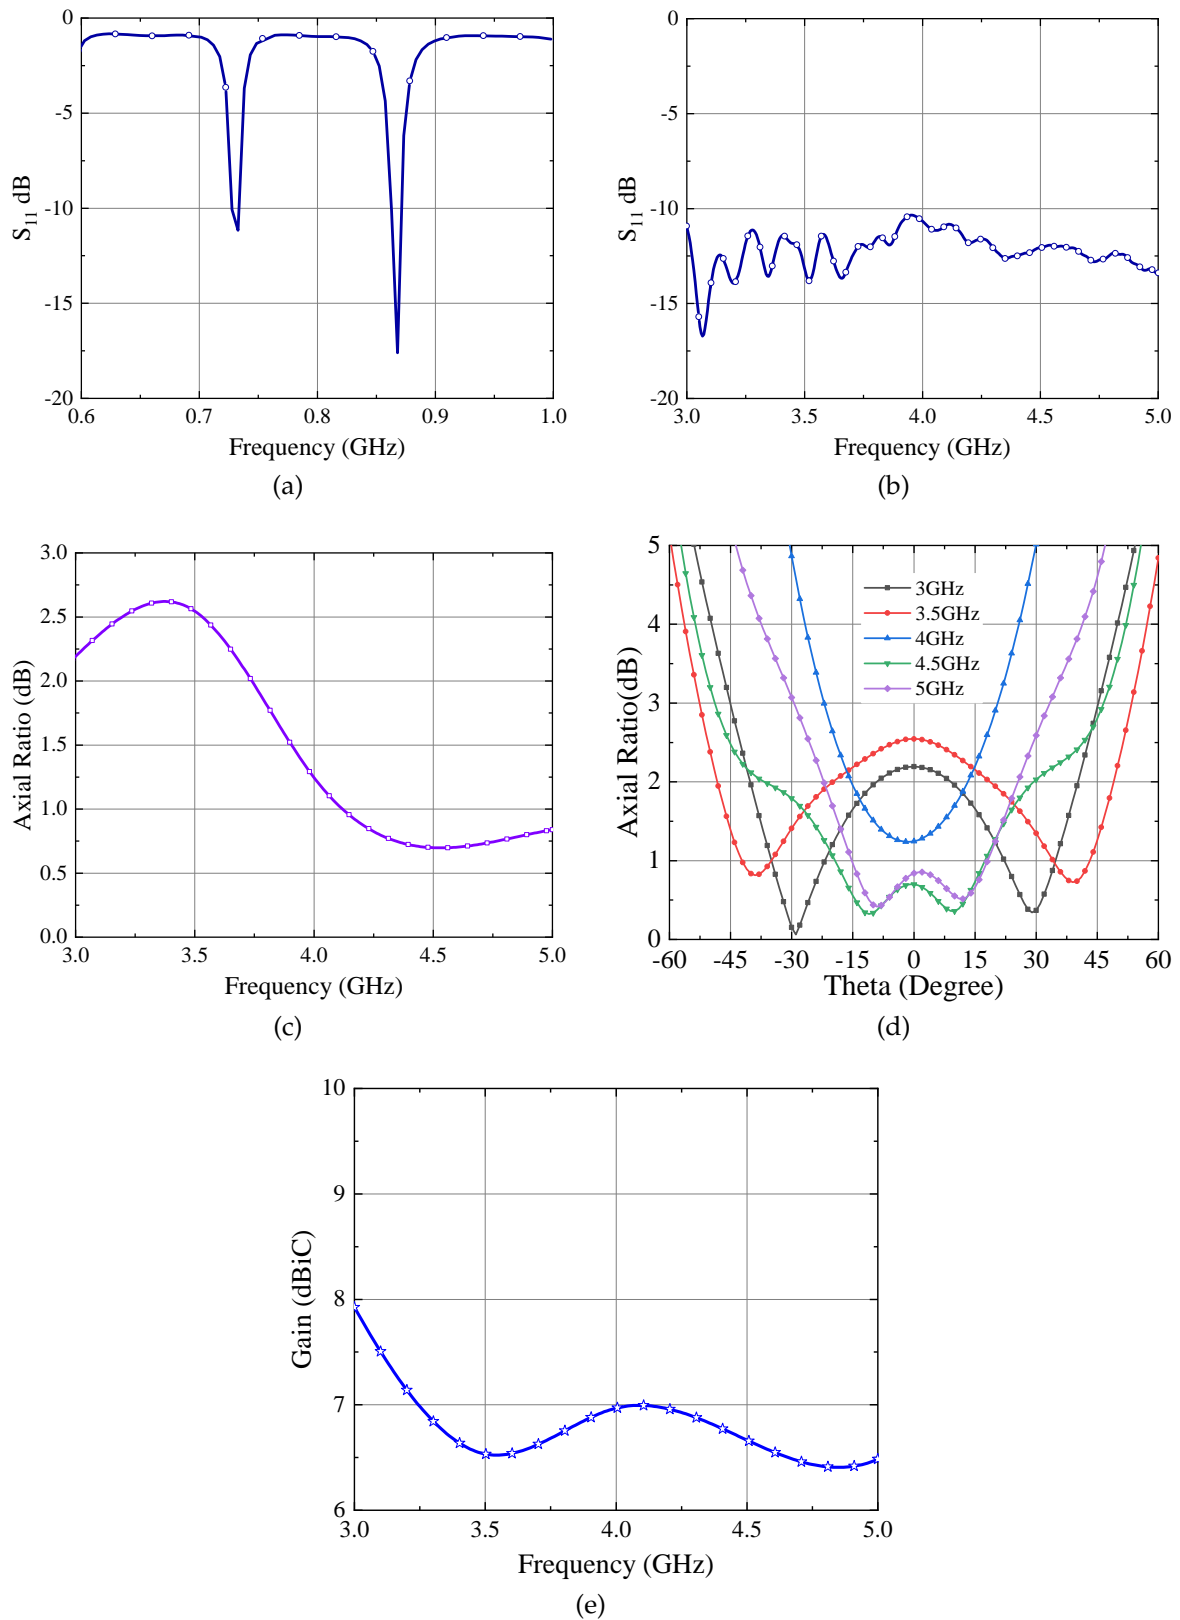 0
-5
-10
-15
-20
S11 dB
0.6 0.7 0.8 0.9 1.0
Frequency (GHz)
(a)
0
-5
-10
-15
-20
S11 dB
3.0 3.5 4.0 4.5 5.0
Frequency (GHz)
(b)
3.0
2.5
2.0
1.5
1.0
0.5
0.0
Axial Ratio (dB)
3.0 3.5 4.0 4.5 5.0
Frequency (GHz)
(c)
5
4
3
2
1
0
Axial Ratio(dB)
3GHz
3.5GHz
4GHz
4.5GHz
5GHz
-60 -45 -30 -15 0 15 30 45 60
Theta (Degree)
(d)
10
9
8
7
6
Gain (dBiC)
3.0 3.5 4.0 4.5 5.0
Frequency (GHz)
(e)